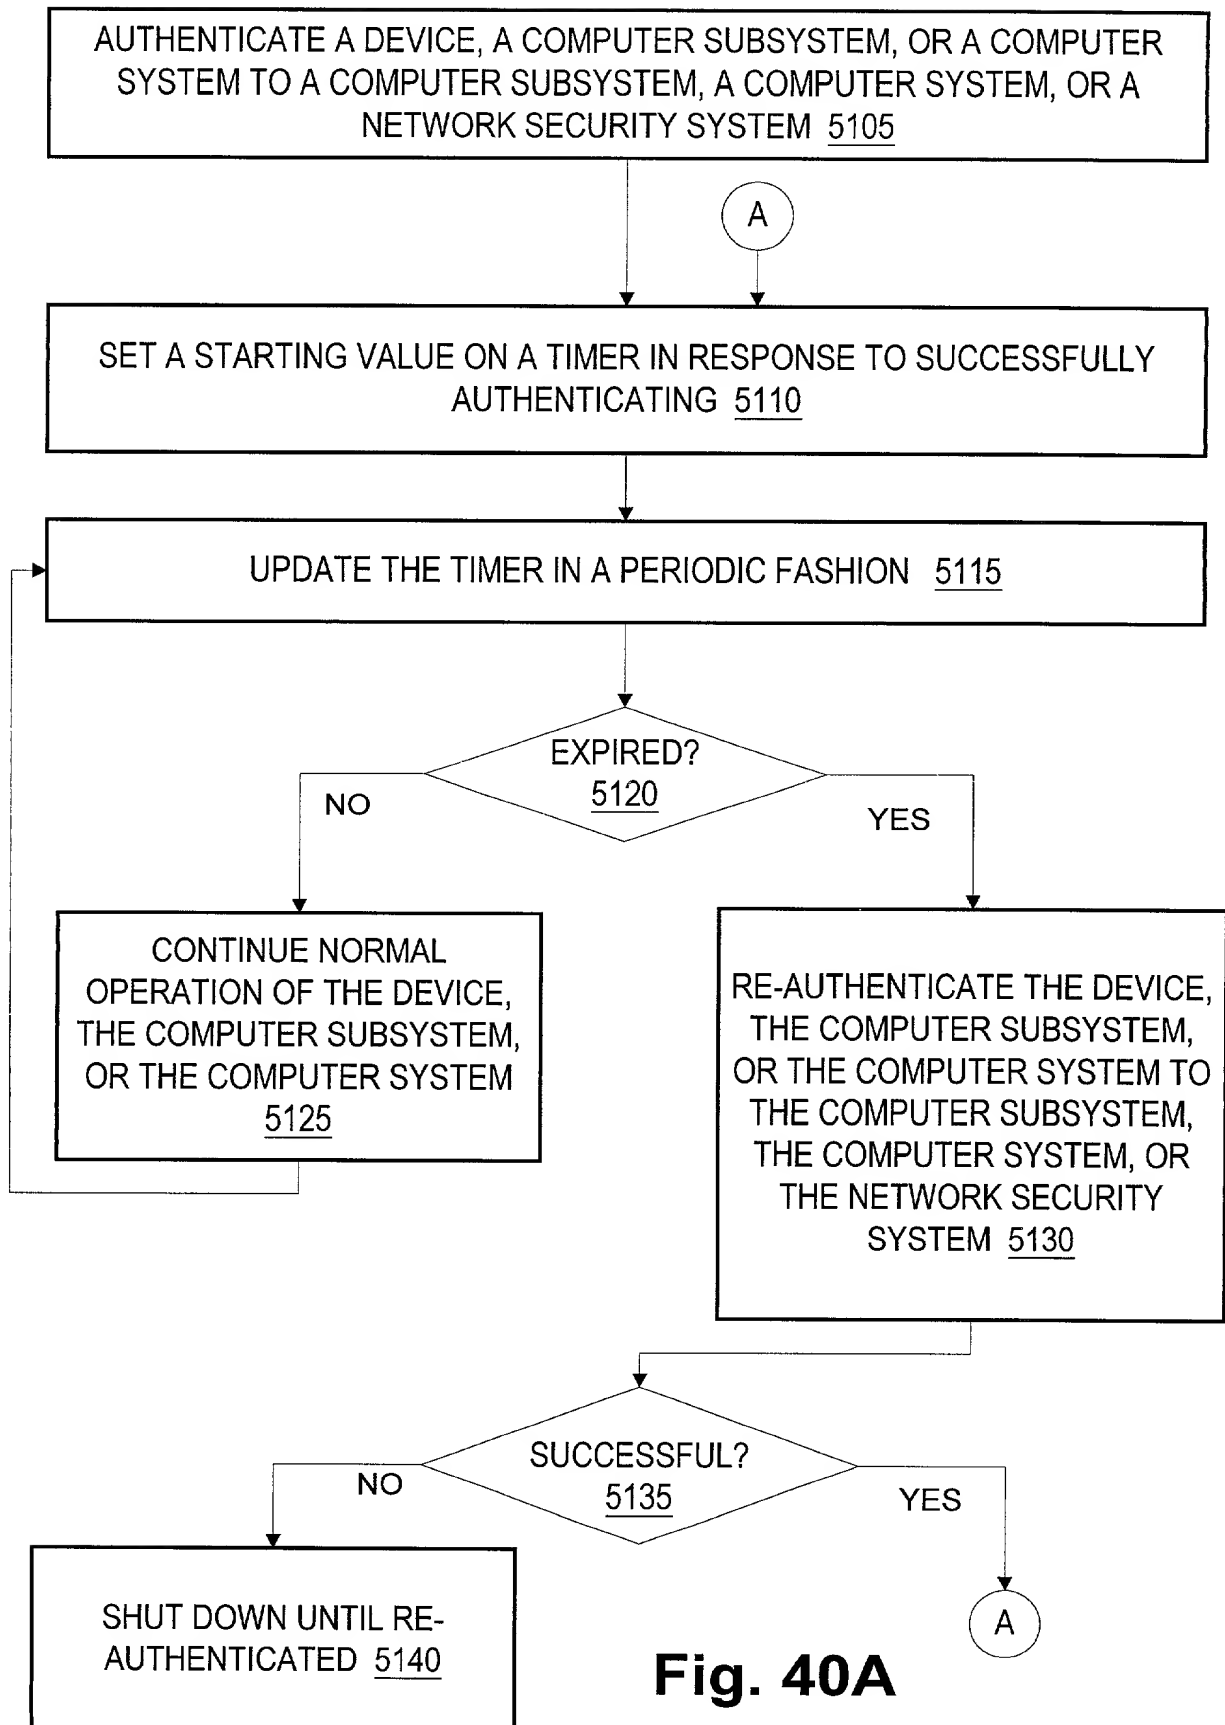 AUTHENTICATE A DEVICE, A COMPUTER SUBSYSTEM, OR A COMPUTER
SYSTEM TO A COMPUTER SUBSYSTEM, A COMPUTER SYSTEM, OR A
NETWORK SECURITY SYSTEM 5105
A
SET A STARTING VALUE ON A TIMER IN RESPONSE TO SUCCESSFULLY
AUTHENTICATING 5110
UPDATE THE TIMER IN A PERIODIC FASHION 5115
EXPIRED?
5120
NO
YES
CONTINUE NORMAL
OPERATION OF THE DEVICE,
THE COMPUTER SUBSYSTEM,
OR THE COMPUTER SYSTEM
5125
RE-AUTHENTICATE THE DEVICE,
THE COMPUTER SUBSYSTEM,
OR THE COMPUTER SYSTEM TO
THE COMPUTER SUBSYSTEM,
THE COMPUTER SYSTEM, OR
THE NETWORK SECURITY
SYSTEM 5130
SUCCESSFUL?
5135
NO
YES
SHUT DOWN UNTIL RE-
AUTHENTICATED 5140
A
Fig. 40A